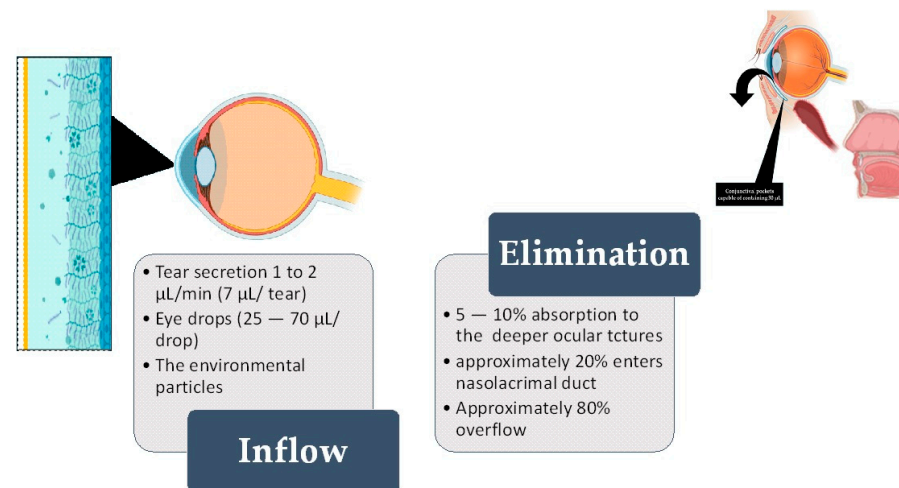 Conjunctiva pockets
capable of containing 30 µL
Elimination
• Tear secretion 1 to 2
µL/min (7 µL/ tear)
• Eye drops (25 — 70 µL/
drop)
• The environmental
particles
Inflow
• 5 — 10% absorption to
the deeper ocular tctures
• approximately 20% enters
nasolacrimal duct
• Approximately 80%
overflow